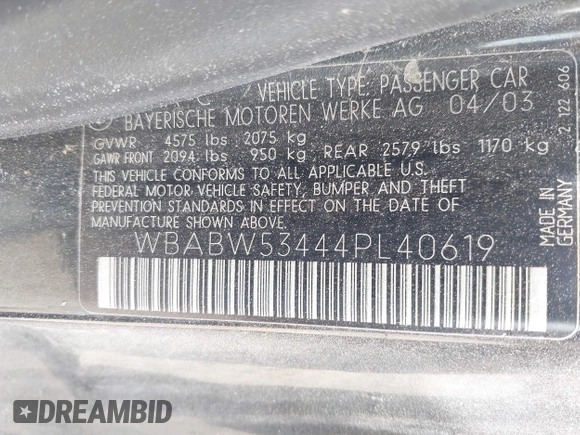 VEHICLE TYPE: PASSENGER CAR
BAYERISCHE MOTOREN WERKE AG 04/03
GVWR 4575 lbs 2075 kg
GAWR FRONT 2094 lbs 950 kg REAR 2579 lbs 1170 kg
THIS VEHICLE CONFORMS TO ALL APPLICABLE U.S.
FEDERAL MOTOR VEHICLE SAFETY, BUMPER AND THEFT
PREVENTION STANDARDS IN EFFECT ON THE DATE OF
MANUFACTURE SHOWN ABOVE.
WBABW53444PL40619
MADE IN
GERMANY
2 122 606
DREAMBID